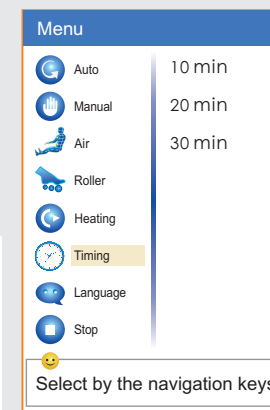 Menu
Auto
Manual
Air
Roller
Heating
Timing
Language
Stop
10 min
20 min
30 min
Select by the navigation keys